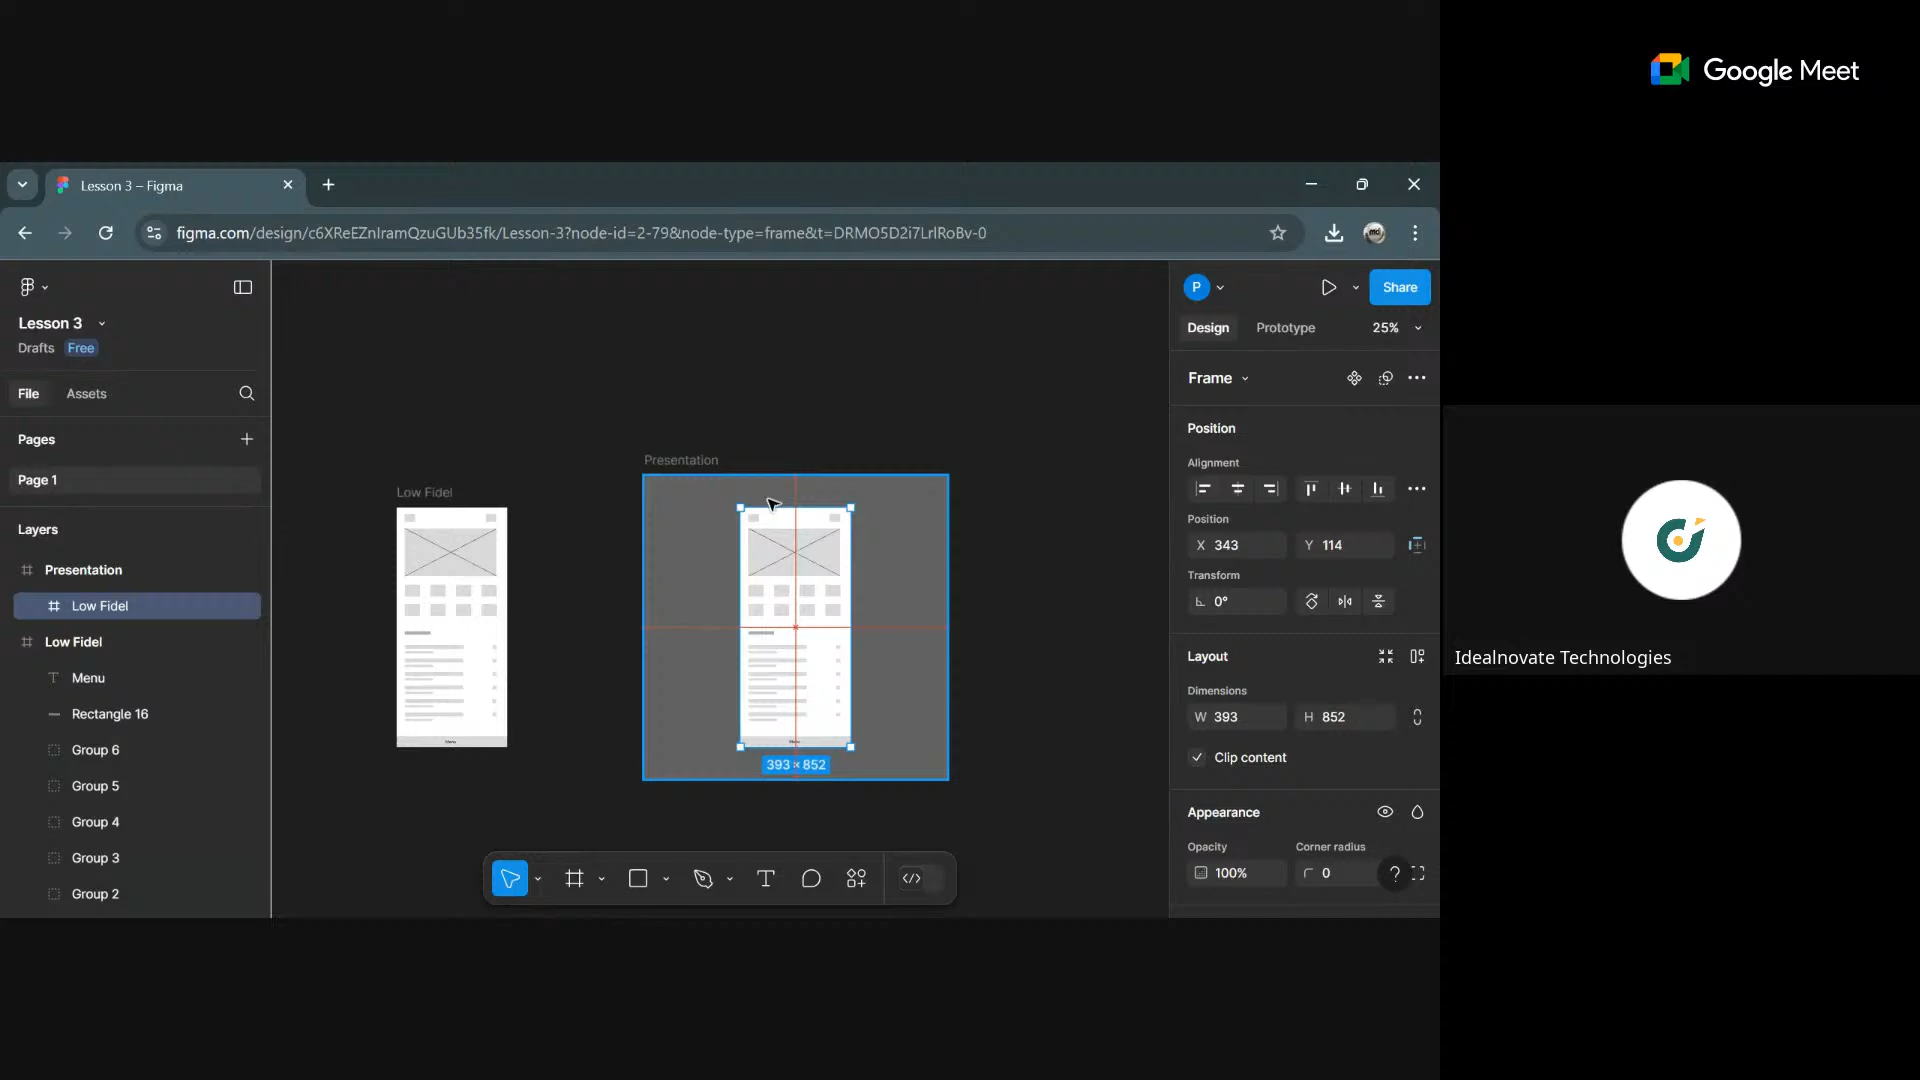 Google Meet
Lesson 3 – Figma
figma.com/design/c6XReEZnIramQzuGUb35fk/Lesson-3?node-id=2-79&node-type=frame&t=DRMO5D2i7LrlRoBv-0
Lesson 3
Drafts Free
File Assets
Pages
Page 1
Layers
Presentation
Low Fidel
Low Fidel
Menu
Rectangle 16
Group 6
Group 5
Group 4
Group 3
Group 2
Low Fidel
Menu
Presentation
Menu
393 × 852
P
Share
Design Prototype 25%
Frame
Position
Alignment
Position
X 343 Y 114
Transform
0°
Layout
Dimensions
W 393 H 852
Clip content
Appearance
Opacity Corner radius
100% 0 ?
Idealnovate Technologies